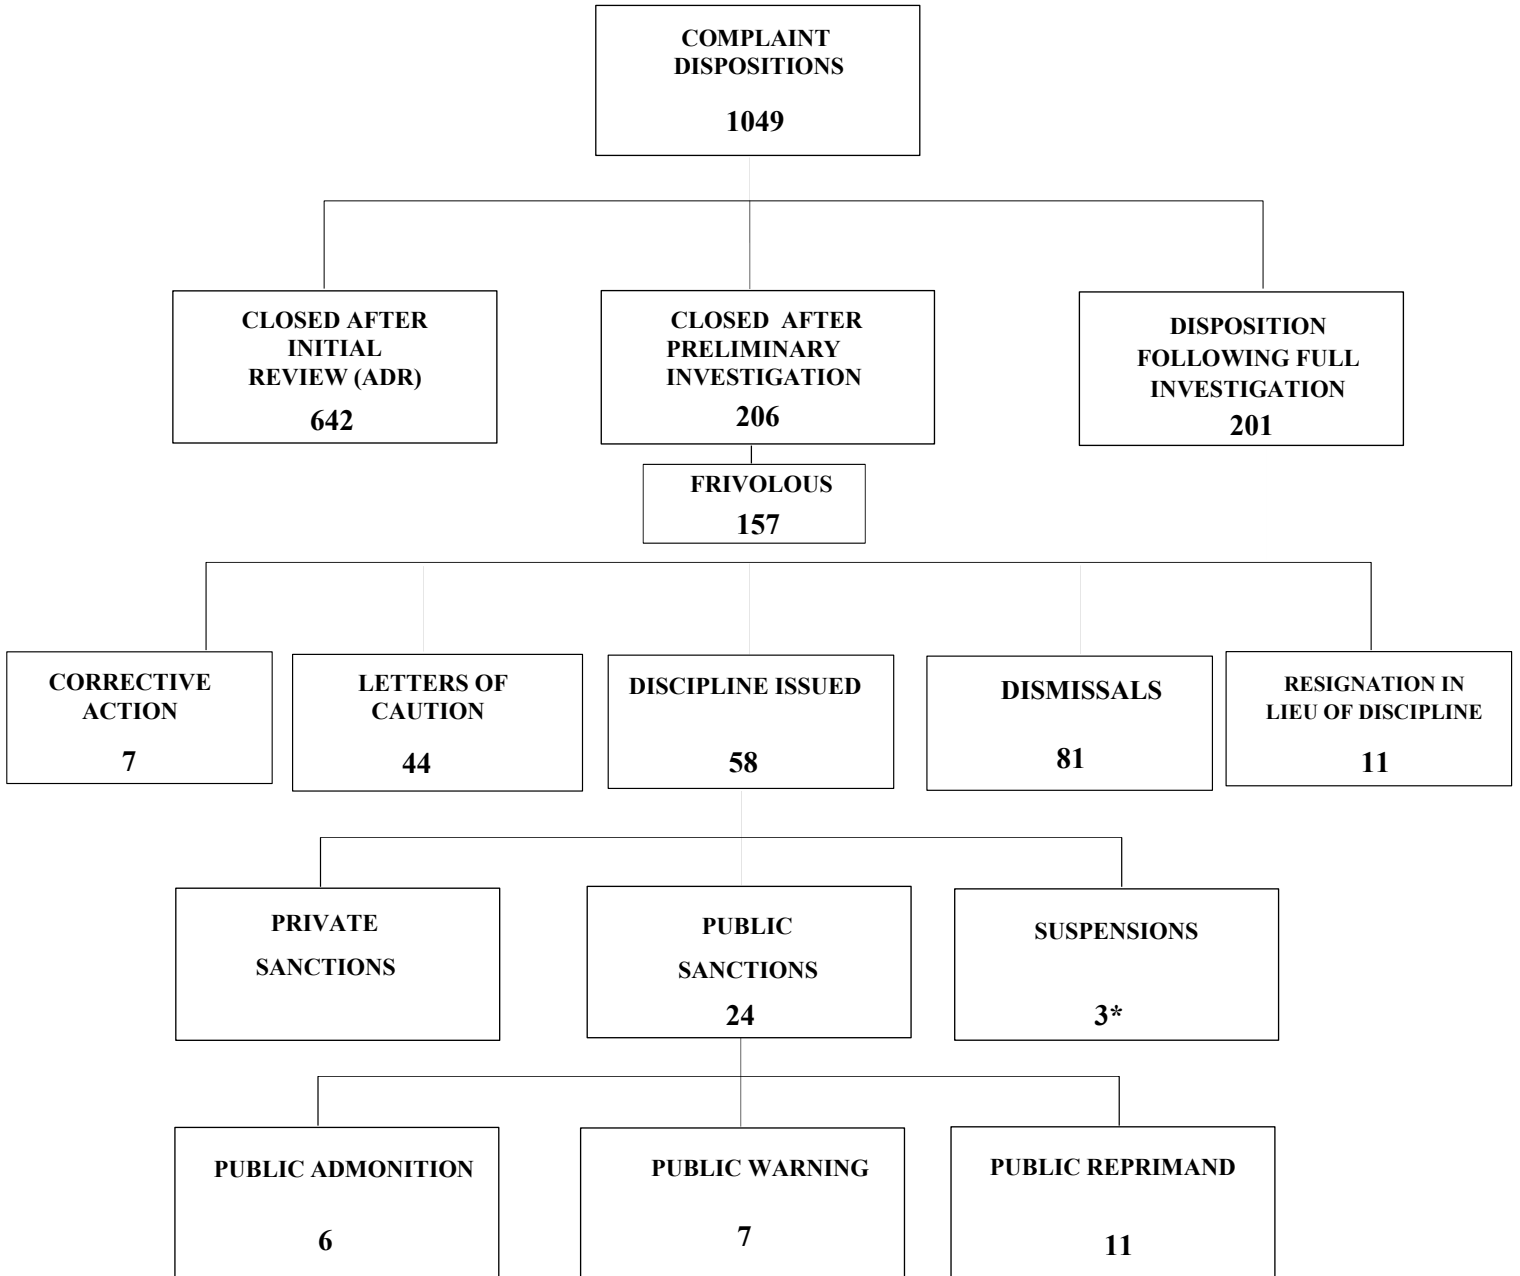 COMPLAINT
DISPOSITIONS
1049
CLOSED AFTER
INITIAL
REVIEW (ADR)
642
CLOSED AFTER
PRELIMINARY
INVESTIGATION
206
DISPOSITION
FOLLOWING FULL
INVESTIGATION
201
FRIVOLOUS
157
CORRECTIVE
ACTION
7
LETTERS OF
CAUTION
44
DISCIPLINE ISSUED
58
DISMISSALS
81
RESIGNATION IN
LIEU OF DISCIPLINE
11
PRIVATE
SANCTIONS
PUBLIC
SANCTIONS
24
SUSPENSIONS
3*
PUBLIC ADMONITION
6
PUBLIC WARNING
7
PUBLIC REPRIMAND
11